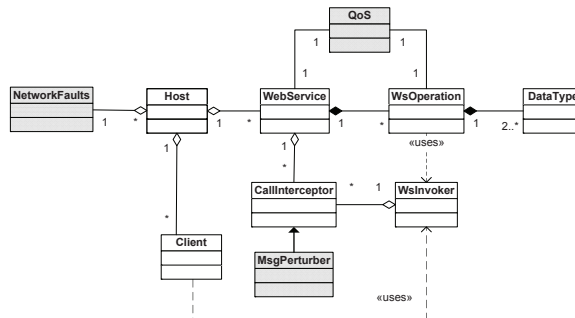 QoS
1 1
1 1
NetworkFaults Host WebService WsOperation DataType
1 * 1 * 1 * 1 2..*
1 1 «uses»
* * 1
CallInterceptor WsInvoker
*
Client MsgPerturber
«uses»